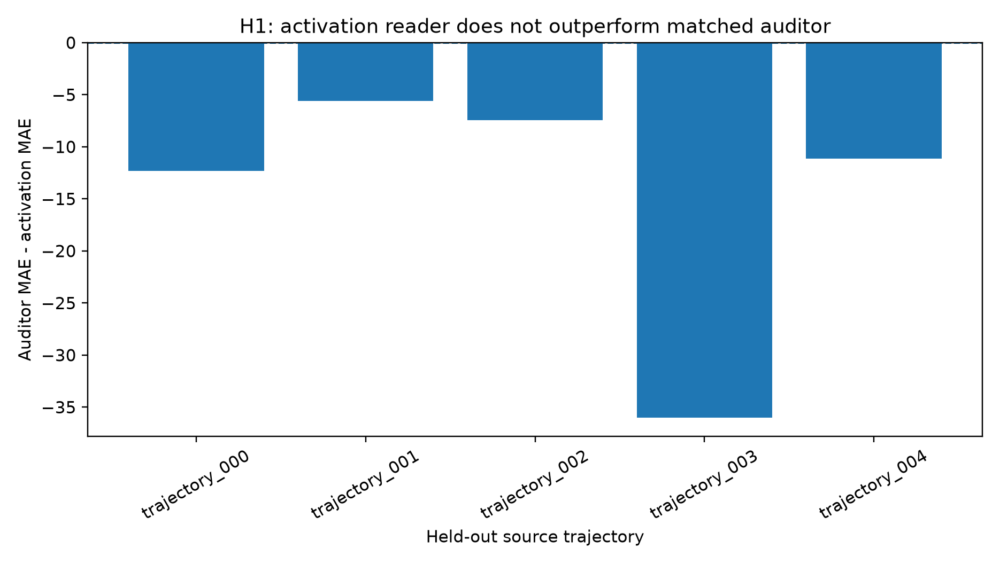 H1: activation reader does not outperform matched auditor
0
−5
−10
−15
−20
−25
−30
−35
Auditor MAE - activation MAE
trajectory_000
trajectory_001
trajectory_002
trajectory_003
trajectory_004
Held-out source trajectory